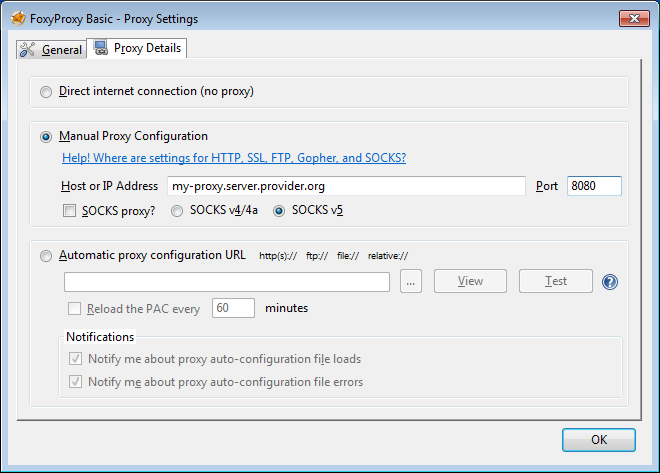 FoxyProxy Basic - Proxy Settings
General Proxy Details
Direct internet connection (no proxy)
Manual Proxy Configuration
Help! Where are settings for HTTP, SSL, FTP, Gopher, and SOCKS?
Host or IP Address my-proxy.server.provider.org Port 8080
SOCKS proxy? SOCKS v4/4a SOCKS v5
Automatic proxy configuration URL http(s):// ftp:// file:// relative://
... View Test ?
Reload the PAC every 60 minutes
Notifications
Notify me about proxy auto-configuration file loads
Notify me about proxy auto-configuration file errors
OK